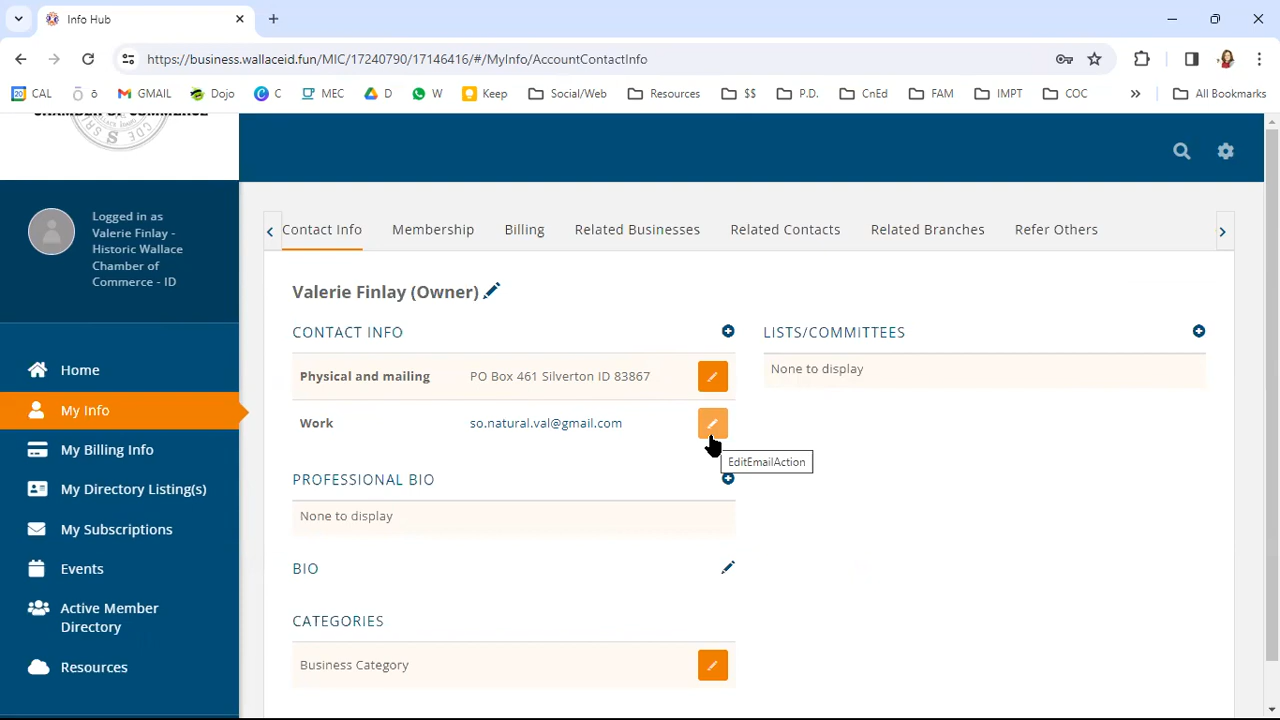 Info Hub
https://business.wallaceid.fun/MIC/17240790/17146416/#/MyInfo/AccountContactInfo
CAL
ō ō
GMAIL
Dojo
C
MEC
D
W
Keep
Social/Web
Resources
$$
P.D.
CnEd
FAM
IMPT
COC
All Bookmarks
Logged in as
Valerie Finlay -
Historic Wallace
Chamber of
Commerce - ID
Home
My Info
My Billing Info
My Directory Listing(s)
My Subscriptions
Events
Active Member
Directory
Resources
Contact Info
Membership
Billing
Related Businesses
Related Contacts
Related Branches
Refer Others
Valerie Finlay (Owner)
CONTACT INFO
Physical and mailing
PO Box 461 Silverton ID 83867
Work
so.natural.val@gmail.com
EditEmailAction
PROFESSIONAL BIO
None to display
BIO
CATEGORIES
Business Category
LISTS/COMMITTEES
None to display